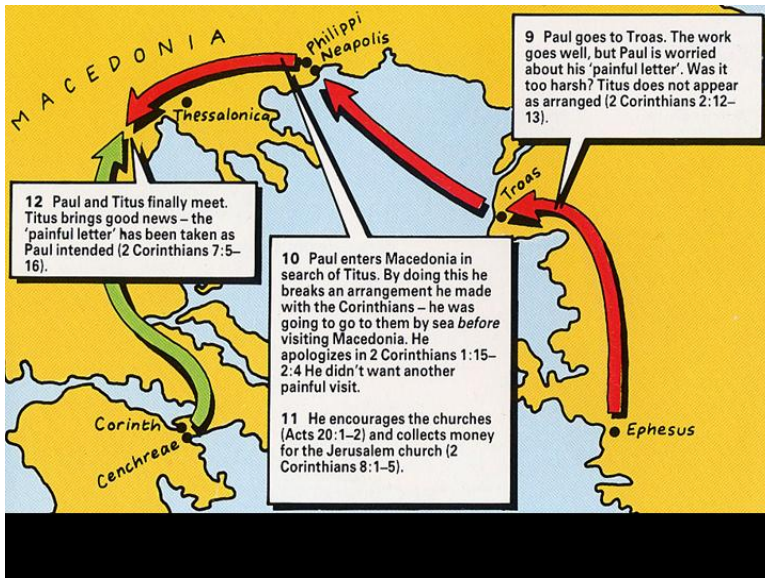 MACEDONIA
Philippi
Neapolis
Thessalonica
9 Paul goes to Troas. The work
goes well, but Paul is worried
about his 'painful letter'. Was it
too harsh? Titus does not appear
as arranged (2 Corinthians 2:12–
13).
Troas
12 Paul and Titus finally meet.
Titus brings good news – the
'painful letter' has been taken as
Paul intended (2 Corinthians 7:5–
16).
10 Paul enters Macedonia in
search of Titus. By doing this he
breaks an arrangement he made
with the Corinthians – he was
going to go to them by sea before
visiting Macedonia. He
apologizes in 2 Corinthians 1:15–
2:4 He didn't want another
painful visit.
11 He encourages the churches
(Acts 20:1–2) and collects money
for the Jerusalem church (2
Corinthians 8:1–5).
Corinth
Cenchreae
Ephesus